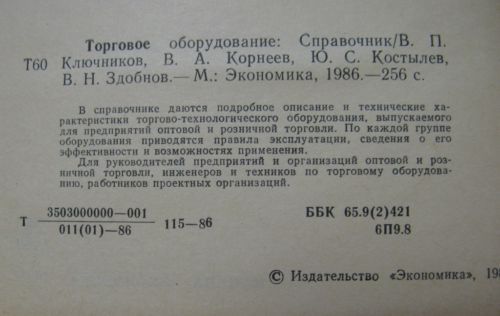 Торговое оборудование: Справочник/В. П.
Т60 Ключников, В. А. Корнеев, Ю. С. Костылев,
В. Н. Здобнов.— М.: Экономика, 1986.—256 с.
В справочнике даются подробное описание и технические ха-
рактеристики торгово-технологического оборудования, выпускаемого
для предприятий оптовой и розничной торговли. По каждой группе
оборудования приводятся правила эксплуатации, сведения о его
эффективности и возможностях применения.
Для руководителей предприятий и организаций оптовой и роз-
ничной торговли, инженеров и техников по торговому оборудова-
нию, работников проектных организаций.
Т 3503000000—001 115—86
011(01)—86
ББК 65.9(2)421
6П9.8
© Издательство «Экономика»,